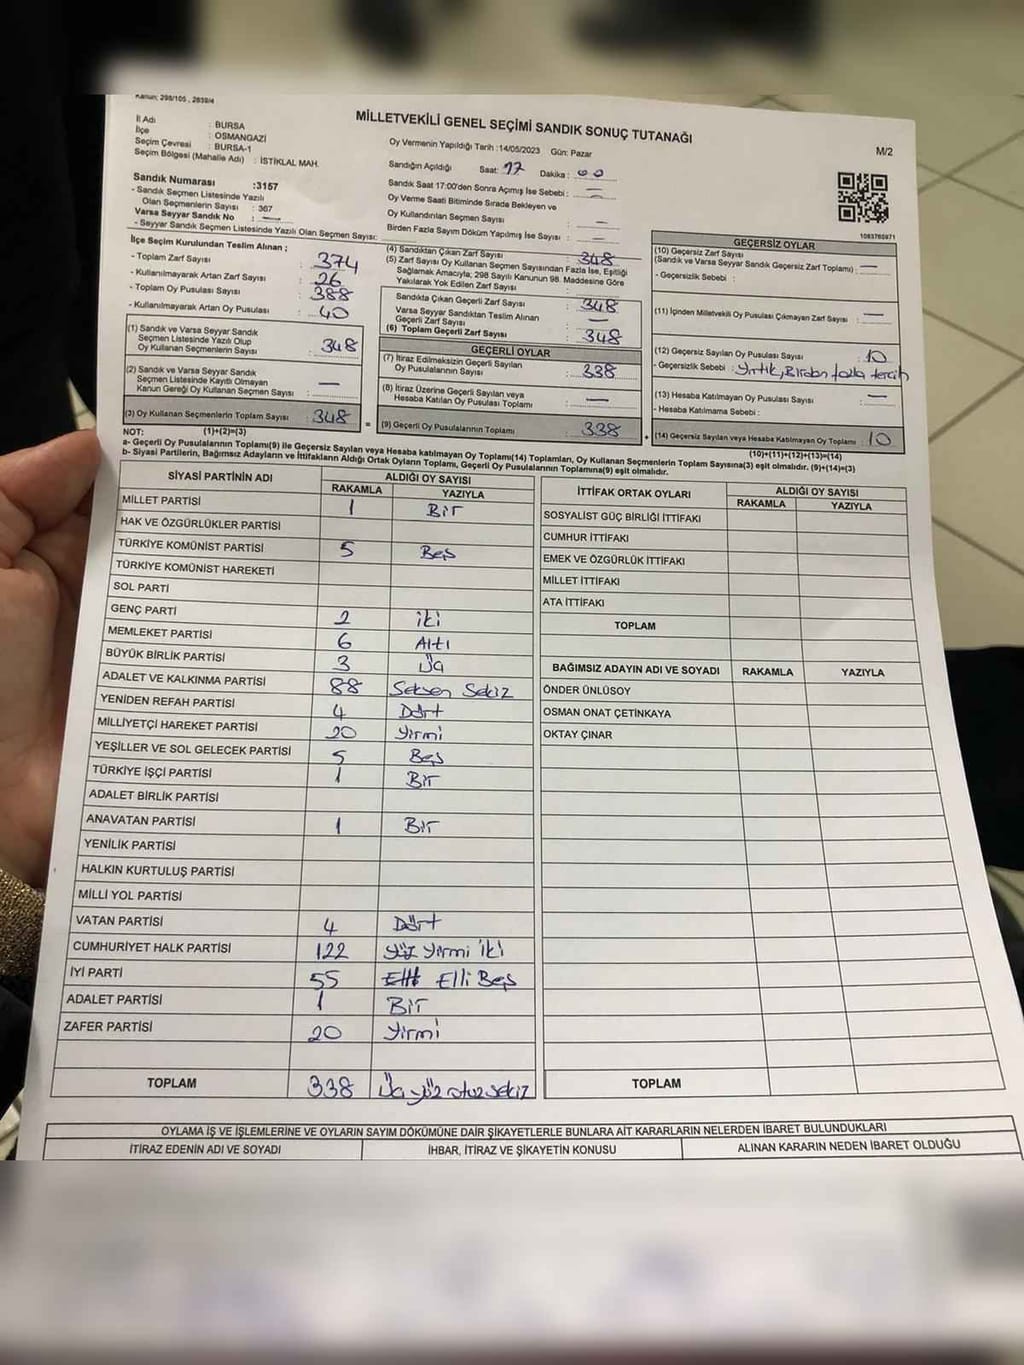 Kanun; 298/105 , 2839/4
MİLLETVEKİLİ GENEL SEÇİMİ SANDIK SONUÇ TUTANAĞI
M/2
İl Adı : BURSA
İlçe : OSMANGAZİ
Seçim Çevresi : BURSA-1
Seçim Bölgesi (Mahalle Adı) : İSTİKLAL MAH.
Oy Vermenin Yapıldığı Tarih :14/05/2023 Gün: Pazar
Sandığın Açıldığı Saat: 17 Dakika : 00
Sandık Saat 17:00'den Sonra Açımış İse Sebebi : —
Oy Verme Saati Bitiminde Sırada Bekleyen ve
Oy Kullandırılan Seçmen Sayısı —
Birden Fazla Sayım Döküm Yapılmış İse Sayısı : —
Sandık Numarası :3157
- Sandık Seçmen Listesinde Yazılı
Olan Seçmenlerin Sayısı : 367
Varsa Seyyar Sandık No : —
- Seyyar Sandık Seçmen Listesinde Yazılı Olan Seçmen Sayısı:
1083765971
İlçe Seçim Kurulundan Teslim Alınan ;
- Toplam Zarf Sayısı : 374
- Kullanılmayarak Artan Zarf Sayısı : 26
- Toplam Oy Pusulası Sayısı : 388
- Kullanılmayarak Artan Oy Pusulası : 40
(1) Sandık ve Varsa Seyyar Sandık
Seçmen Listesinde Yazılı Olup
Oy Kullanan Seçmenlerin Sayısı : 348
(2) Sandık ve Varsa Seyyar Sandık
Seçmen Listesinde Kayıtlı Olmayan
Kanun Gereği Oy Kullanan Seçmen Sayısı : —
(3) Oy Kullanan Seçmenlerin Toplam Sayısı : 348
(4) Sandıktan Çıkan Zarf Sayısı : 348
(5) Zarf Sayısı Oy Kullanan Seçmen Sayısından Fazla İse, Eşitliği
Sağlamak Amacıyla; 298 Sayılı Kanunun 98. Maddesine Göre
Yakılarak Yok Edilen Zarf Sayısı :
Sandıkta Çıkan Geçerli Zarf Sayısı : 348
Varsa Seyyar Sandıktan Teslim Alınan
Geçerli Zarf Sayısı : —
(6) Toplam Geçerli Zarf Sayısı : 348
GEÇERLİ OYLAR
(7) İtiraz Edilmeksizin Geçerli Sayılan
Oy Pusulalarının Sayısı : 338
(8) İtiraz Üzerine Geçerli Sayılan veya
Hesaba Katılan Oy Pusulası Toplamı : —
= (9) Geçerli Oy Pusulalarının Toplamı : 338
GEÇERSİZ OYLAR
(10) Geçersiz Zarf Sayısı
(Sandık ve Varsa Seyyar Sandık Geçersiz Zarf Toplamı) : —
- Geçersizlik Sebebi :
(11) İçinden Milletvekili Oy Pusulası Çıkmayan Zarf Sayısı : —
(12) Geçersiz Sayılan Oy Pusulası Sayısı : 10
- Geçersizlik Sebebi : Yırtık, Birden fazla tercih
(13) Hesaba Katılmayan Oy Pusulası Sayısı : —
- Hesaba Katılmama Sebebi :
+ (14) Geçersiz Sayılan veya Hesaba Katılmayan Oy Toplamı : 10
NOT: (1)+(2)=(3) (10)+(11)+(12)+(13)=(14)
a- Geçerli Oy Pusulalarının Toplamı(9) ile Geçersiz Sayılan veya Hesaba katılmayan Oy Toplamı(14) Toplamları, Oy Kullanan Seçmenlerin Toplam Sayısına(3) eşit olmalıdır. (9)+(14)=(3)
b- Siyasi Partilerin, Bağımsız Adayların ve İttifakların Aldığı Ortak Oyların Toplamı, Geçerli Oy Pusulalarının Toplamına(9) eşit olmalıdır.
SİYASİ PARTİNİN ADI ALDIĞI OY SAYISI
RAKAMLA YAZIYLA
MİLLET PARTİSİ 1 Bir
HAK VE ÖZGÜRLÜKLER PARTİSİ
TÜRKİYE KOMÜNİST PARTİSİ 5 Beş
TÜRKİYE KOMÜNİST HAREKETİ
SOL PARTİ
GENÇ PARTİ 2 iki
MEMLEKET PARTİSİ 6 Altı
BÜYÜK BİRLİK PARTİSİ 3 Üç
ADALET VE KALKINMA PARTİSİ 88 Seksen Sekiz
YENİDEN REFAH PARTİSİ 4 Dört
MİLLİYETÇİ HAREKET PARTİSİ 20 Yirmi
YEŞİLLER VE SOL GELECEK PARTİSİ 5 Beş
TÜRKİYE İŞÇİ PARTİSİ 1 Bir
ADALET BİRLİK PARTİSİ
ANAVATAN PARTİSİ 1 Bir
YENİLİK PARTİSİ
HALKIN KURTULUŞ PARTİSİ
MİLLİ YOL PARTİSİ
VATAN PARTİSİ 4 Dört
CUMHURİYET HALK PARTİSİ 122 Yüz Yirmi iki
İYİ PARTİ 55 Elli Beş
ADALET PARTİSİ 1 Bir
ZAFER PARTİSİ 20 Yirmi
TOPLAM 338 Üç yüz otuz sekiz
İTTİFAK ORTAK OYLARI ALDIĞI OY SAYISI
RAKAMLA YAZIYLA
SOSYALİST GÜÇ BİRLİĞİ İTTİFAKI
CUMHUR İTTİFAKI
EMEK VE ÖZGÜRLÜK İTTİFAKI
MİLLET İTTİFAKI
ATA İTTİFAKI
TOPLAM
BAĞIMSIZ ADAYIN ADI VE SOYADI RAKAMLA YAZIYLA
ÖNDER ÜNLÜSOY
OSMAN ONAT ÇETİNKAYA
OKTAY ÇINAR
TOPLAM
OYLAMA İŞ VE İŞLEMLERİNE VE OYLARIN SAYIM DÖKÜMÜNE DAİR ŞİKAYETLERLE BUNLARA AİT KARARLARIN NELERDEN İBARET BULUNDUKLARI
İTİRAZ EDENİN ADI VE SOYADI İHBAR, İTİRAZ VE ŞİKAYETİN KONUSU ALINAN KARARIN NEDEN İBARET OLDUĞU